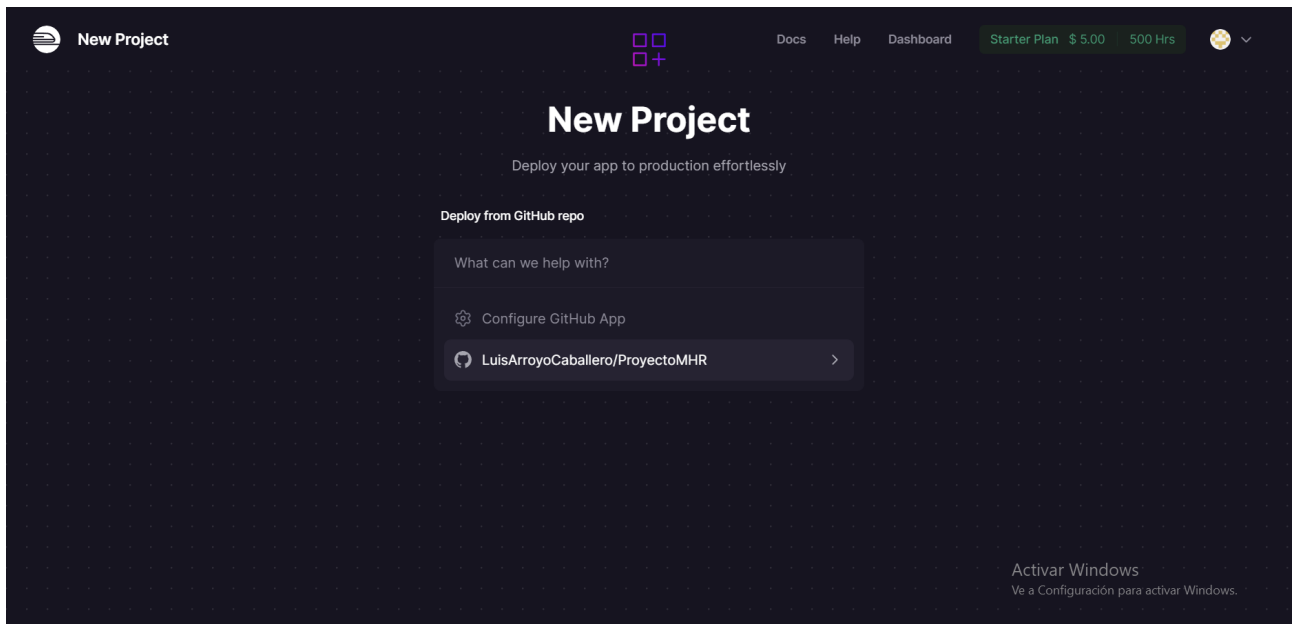 New Project
Docs Help Dashboard Starter Plan $ 5.00 500 Hrs
New Project
Deploy your app to production effortlessly
Deploy from GitHub repo
What can we help with?
Configure GitHub App
LuisArroyoCaballero/ProyectoMHR
Activar Windows
Ve a Configuración para activar Windows.